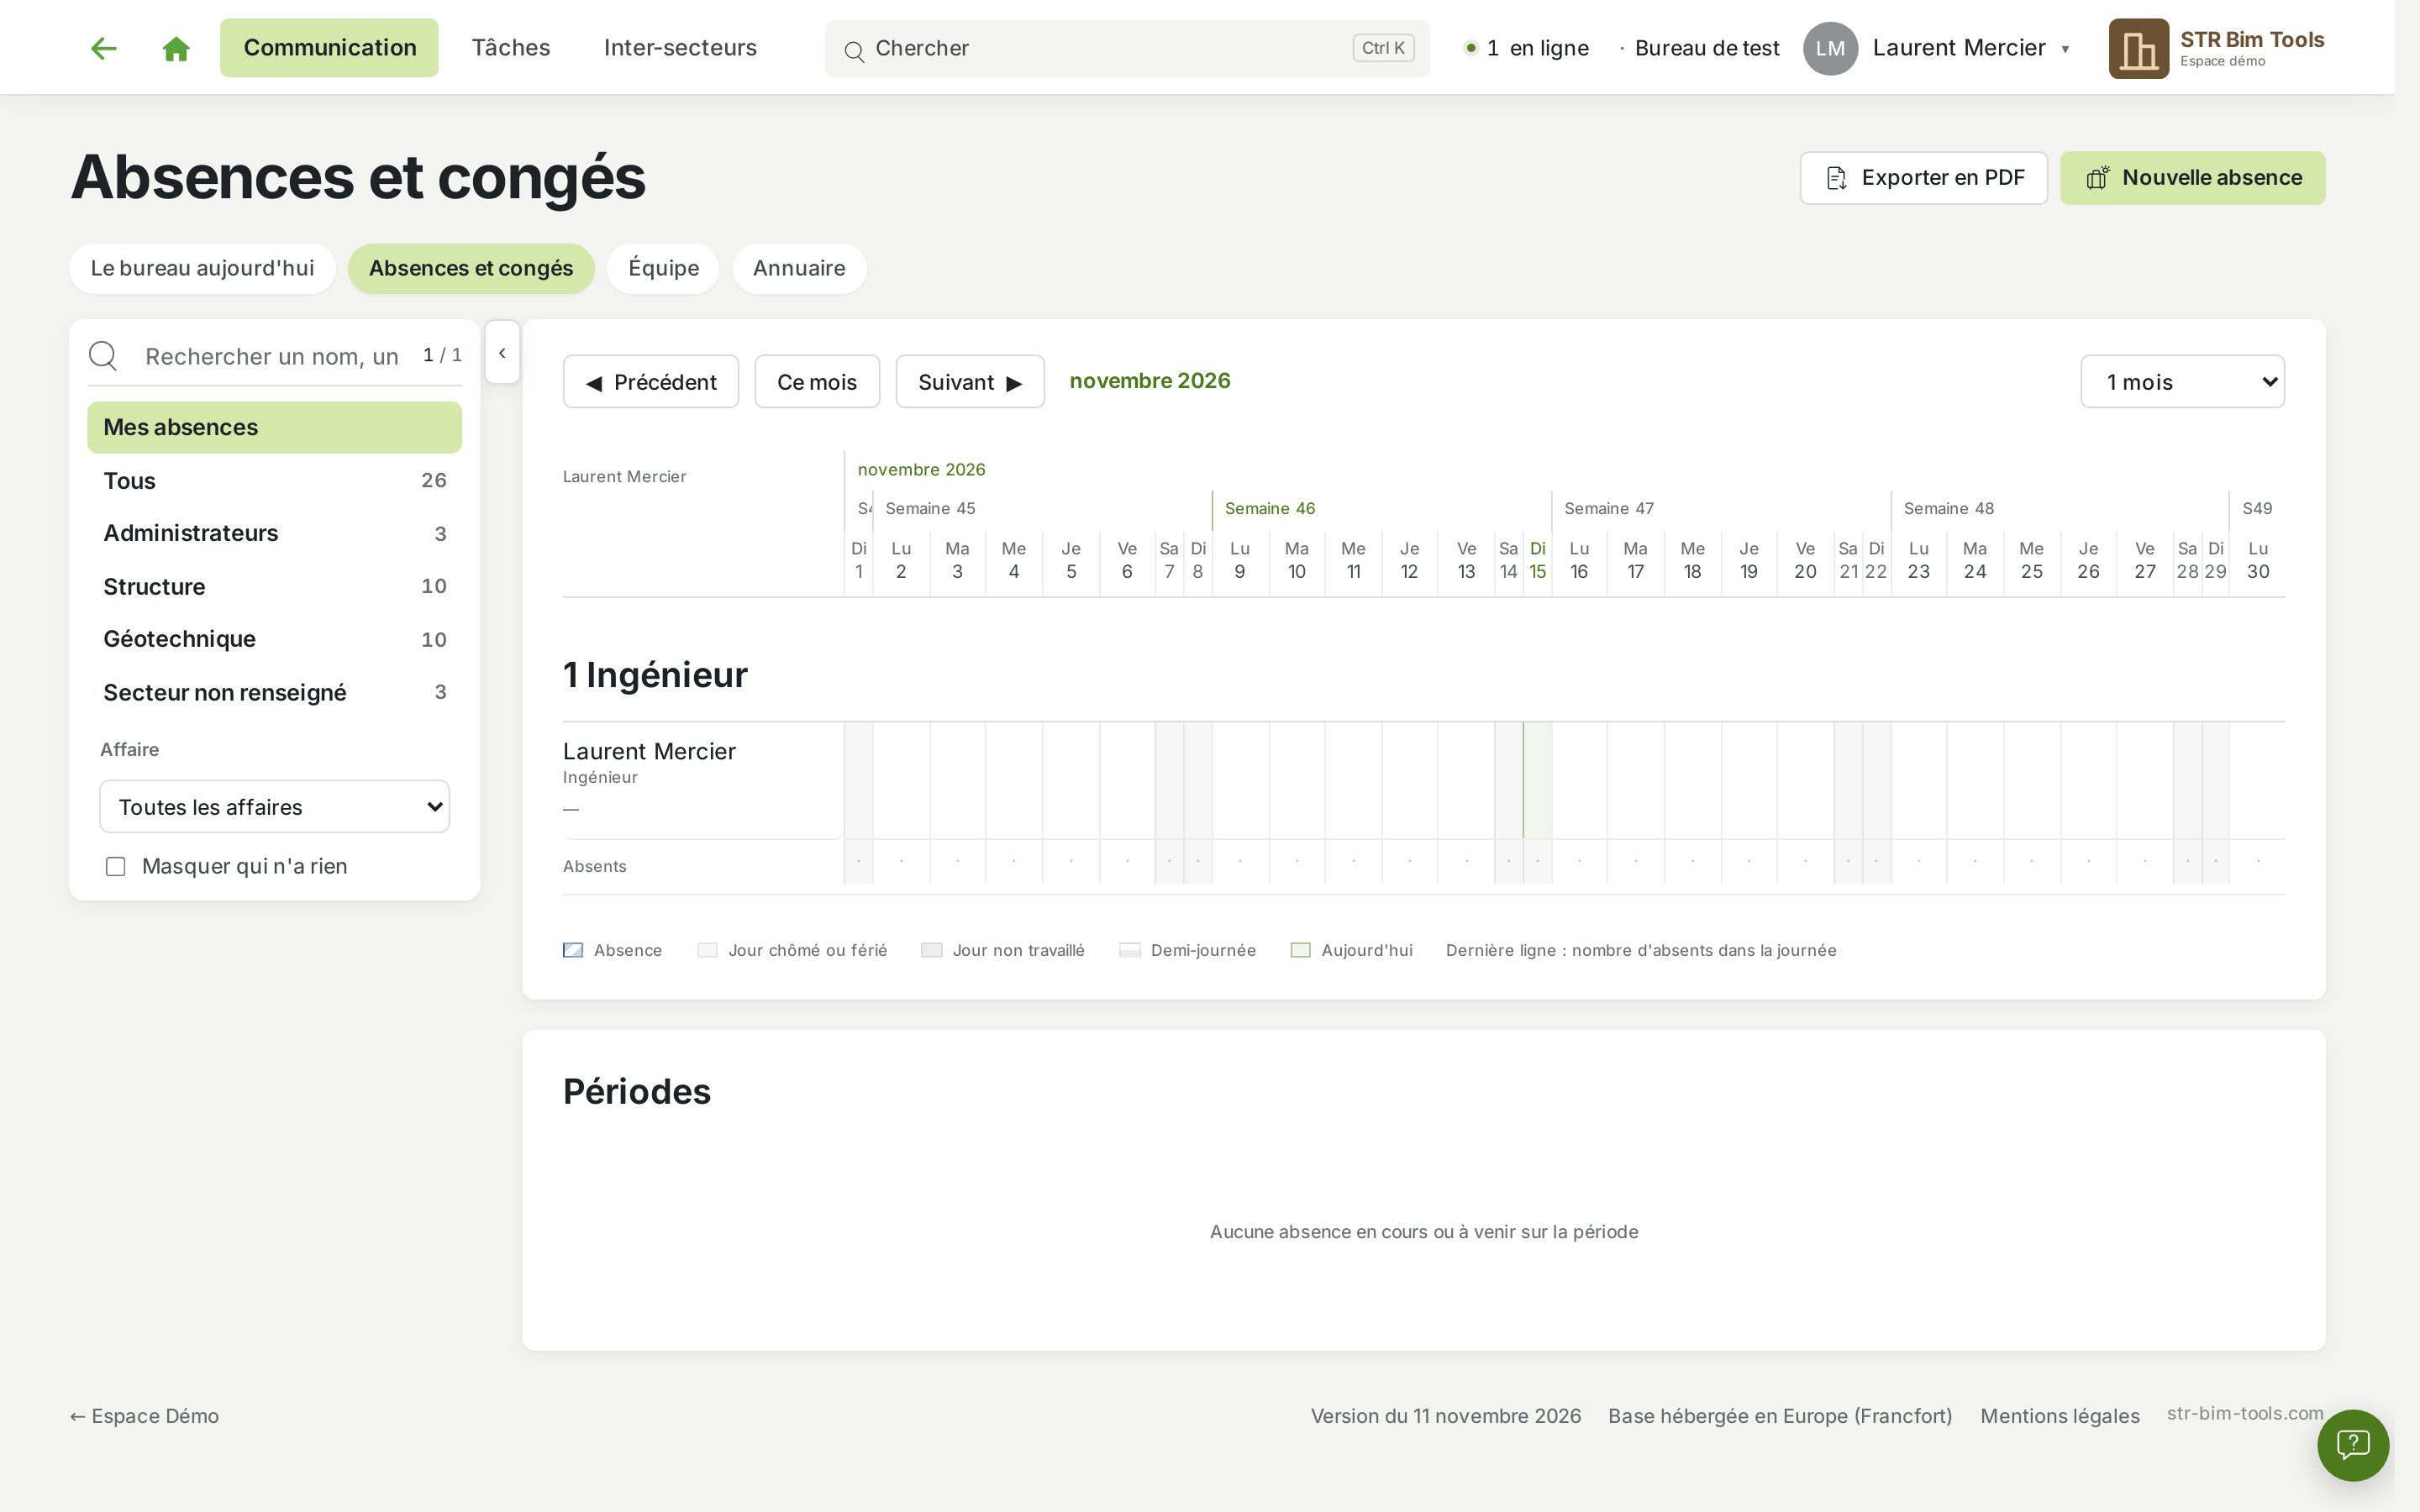 Communication Tâches Inter-secteurs Chercher Ctrl K 1 en ligne · Bureau de test LM Laurent Mercier ▾ STR Bim Tools
Espace démo
Absences et congés
Exporter en PDF Nouvelle absence
Le bureau aujourd'hui Absences et congés Équipe Annuaire
Rechercher un nom, un 1 / 1
Mes absences
Tous 26
Administrateurs 3
Structure 10
Géotechnique 10
Secteur non renseigné 3
Affaire
Toutes les affaires
Masquer qui n'a rien
‹
◀ Précédent Ce mois Suivant ▶ novembre 2026 1 mois
Laurent Mercier novembre 2026
Semaine 45 Semaine 46 Semaine 47 Semaine 48 S49
Di Lu Ma Me Je Ve Sa Di Lu Ma Me Je Ve Sa Di Lu Ma Me Je Ve Sa Di Lu Ma Me Je Ve Sa Di Lu
1 2 3 4 5 6 7 8 9 10 11 12 13 14 15 16 17 18 19 20 21 22 23 24 25 26 27 28 29 30
1 Ingénieur
Laurent Mercier
Ingénieur
—
Absents · · · · · · · · · · · · · · · · · · · · · · · · · · · · · ·
Absence Jour chômé ou férié Jour non travaillé Demi-journée Aujourd'hui Dernière ligne : nombre d'absents dans la journée
Périodes
Aucune absence en cours ou à venir sur la période
← Espace Démo Version du 11 novembre 2026 Base hébergée en Europe (Francfort) Mentions légales str-bim-tools.com